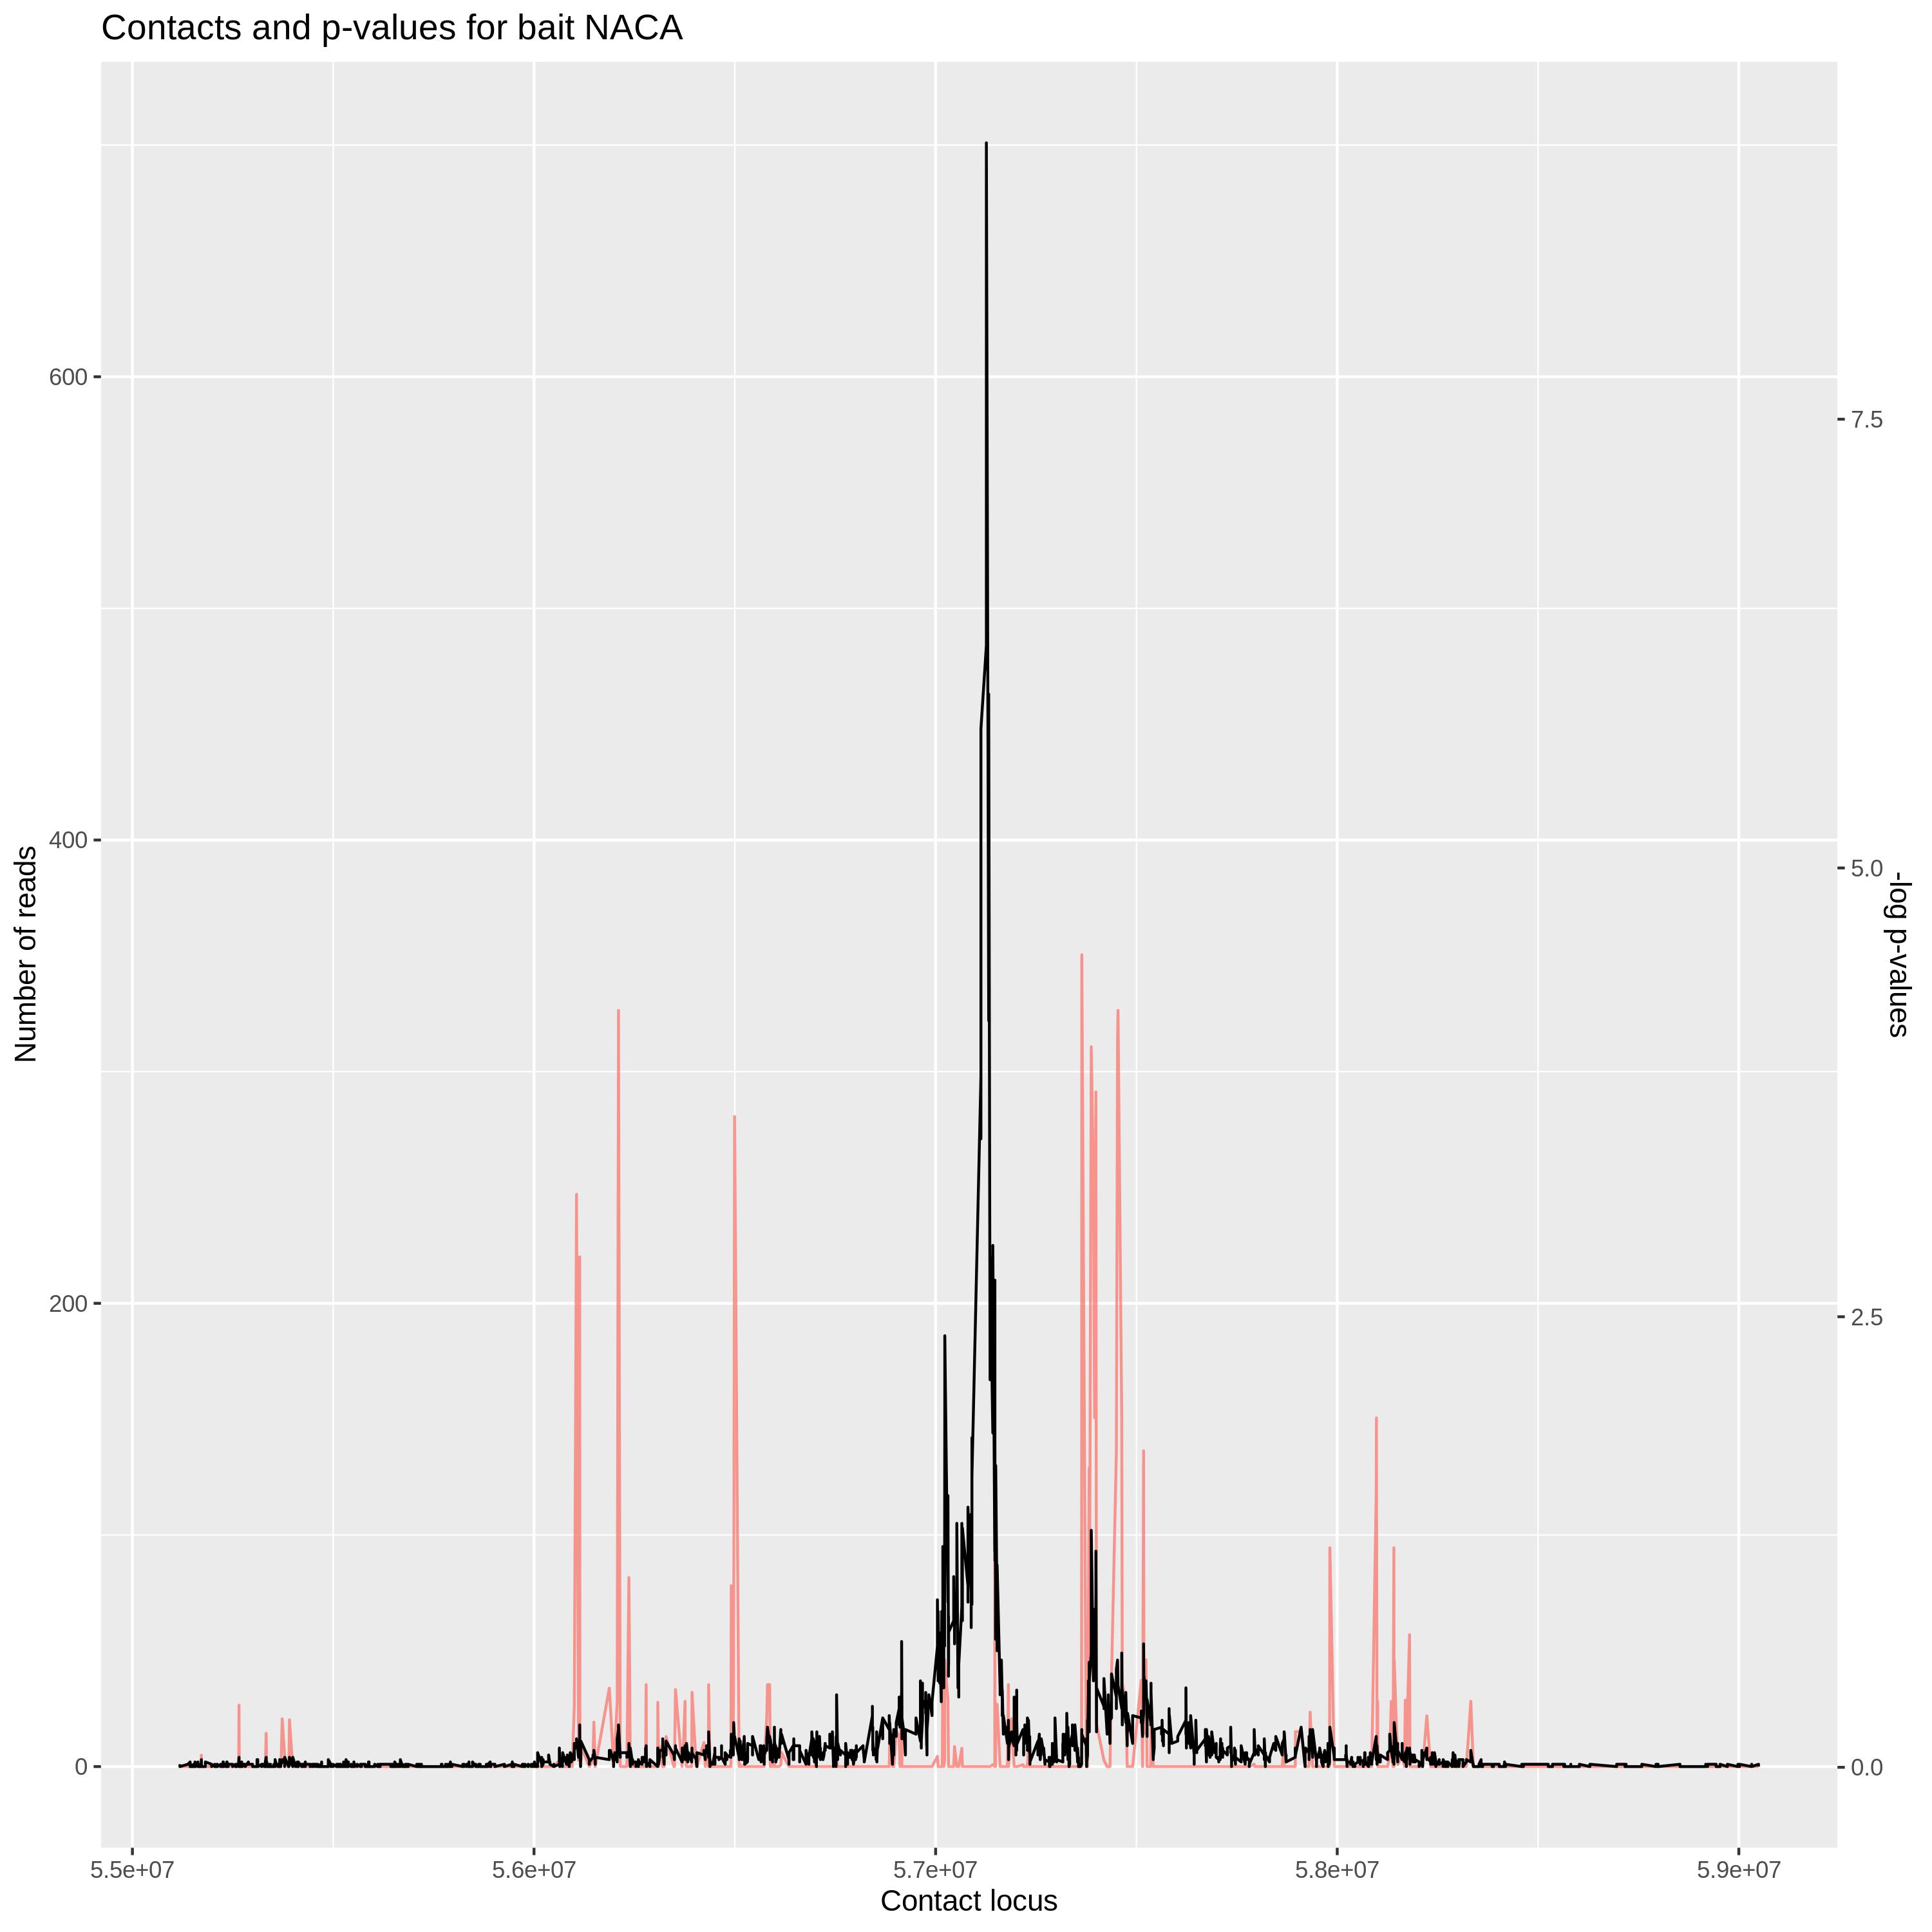 Contacts and p-values for bait NACA
600
400
200
0
Number of reads
7.5
5.0
2.5
0.0
-log p-values
5.5e+07 5.6e+07 5.7e+07 5.8e+07 5.9e+07
Contact locus